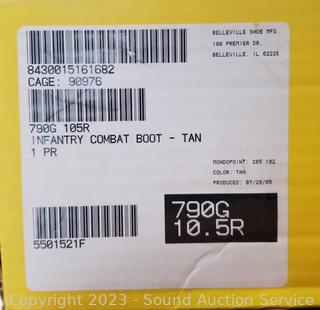 BELLEVILLE SHOE MFG.
100 PREMIER DR.
BELLEVILLE, IL 62220
8430015161682
CAGE: 90976
790G 105R
INFANTRY COMBAT BOOT - TAN
1 PR
MONDOPOINT: 285 102
COLOR: TAN
PRODUCED: 07/28/05
790G
10.5R
5501521F
Copyright © 2023 - Sound Auction Service